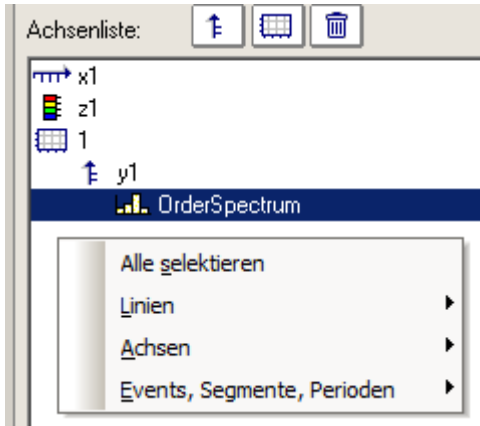 Achsenliste:
x1
z1
1
y1
OrderSpectrum
Alle selektieren
Linien
Achsen
Events, Segmente, Perioden